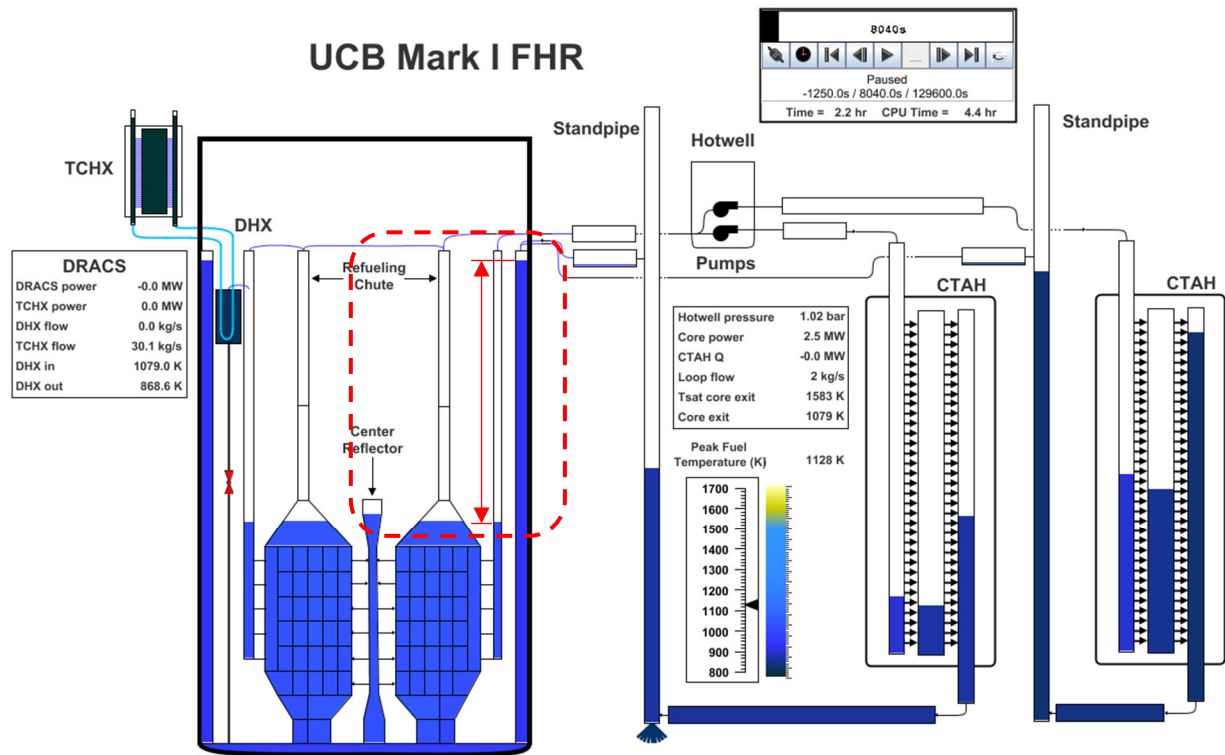 UCB Mark I FHR
8040s
Paused
-1250.0s / 8040.0s / 129600.0s
Time = 2.2 hr CPU Time = 4.4 hr
Standpipe
Hotwell
Standpipe
TCHX
DHX
Pumps
Refueling
Chute
DRACS
DRACS power -0.0 MW
TCHX power 0.0 MW
DHX flow 0.0 kg/s
TCHX flow 30.1 kg/s
DHX in 1079.0 K
DHX out 868.6 K
CTAH
CTAH
Hotwell pressure 1.02 bar
Core power 2.5 MW
CTAH Q -0.0 MW
Loop flow 2 kg/s
Tsat core exit 1583 K
Core exit 1079 K
Center
Reflector
Peak Fuel
Temperature (K) 1128 K
1700
1600
1500
1400
1300
1200
1100
1000
900
800